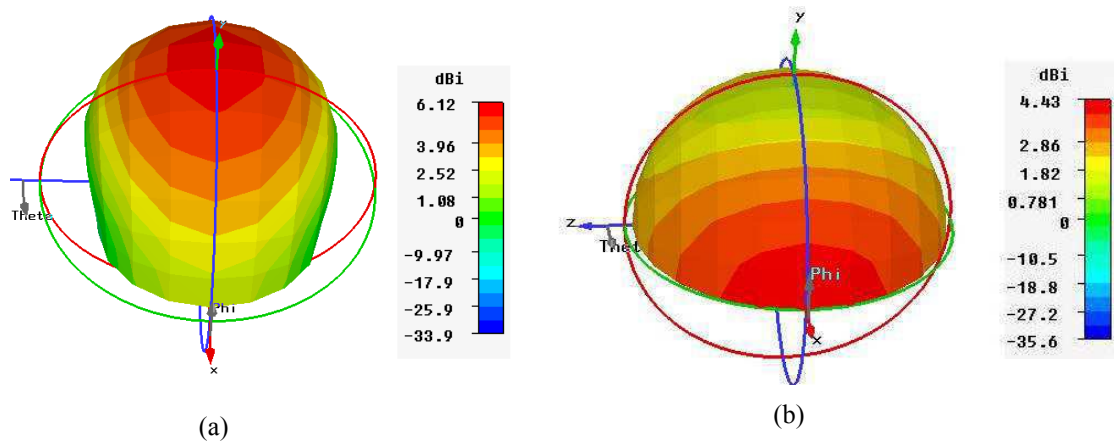 y
Theta
Phi
x
dBi
6.12
3.96
2.52
1.08
0
-9.97
-17.9
-25.9
-33.9
(a)
y
z
Thet
Phi
x
dBi
4.43
2.86
1.82
0.781
0
-10.5
-18.8
-27.2
-35.6
(b)